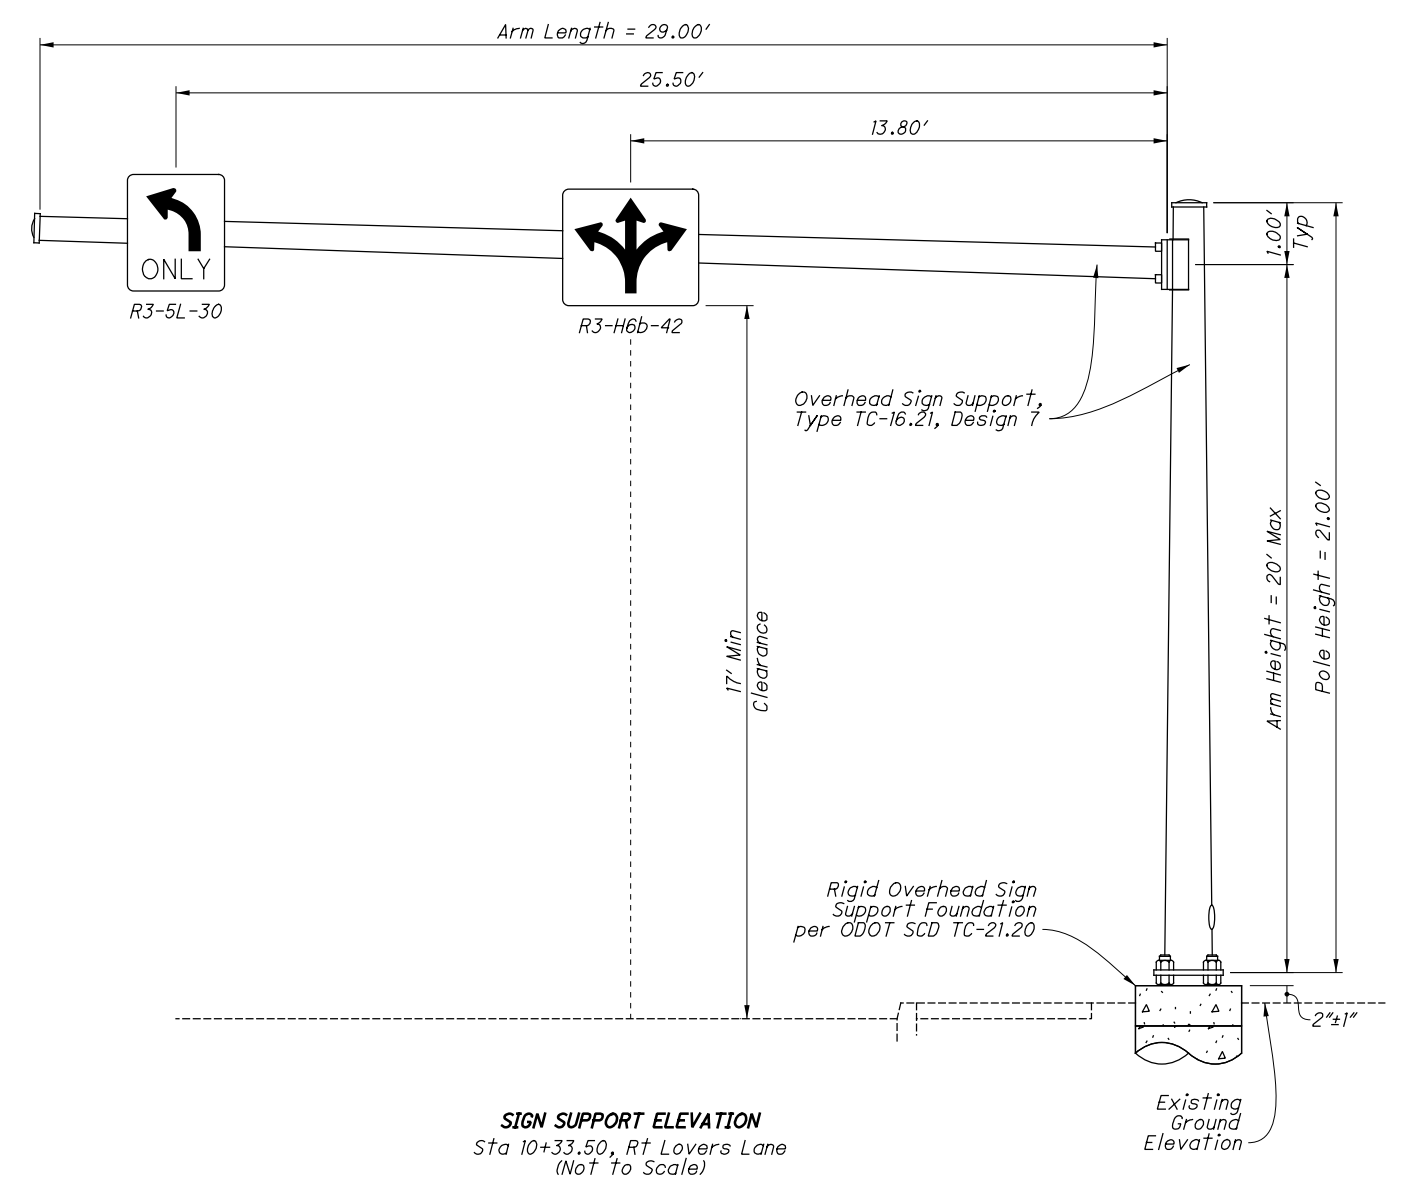 Arm Length = 29.00'
25.50'
13.80'
ONLY
R3-5L-30
R3-H6b-42
1.00'
Typ
Overhead Sign Support,
Type TC-16.21, Design 7
17' Min
Clearance
Arm Height = 20' Max
Pole Height = 21.00'
Rigid Overhead Sign
Support Foundation
per ODOT SCD TC-21.20
2"±1"
Existing
Ground
Elevation
SIGN SUPPORT ELEVATION
Sta 10+33.50, Rt Lovers Lane
(Not to Scale)